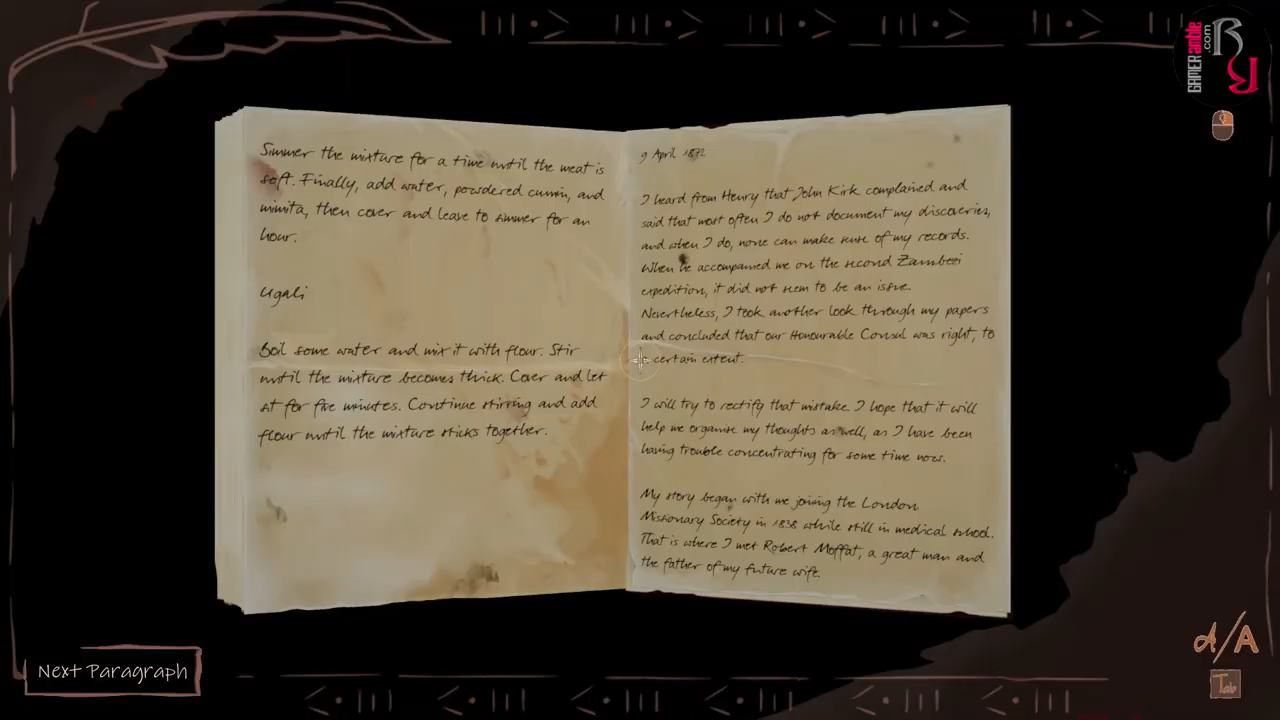 GAMERamble
.com
Simmer the mixture for a time until the meat is
soft. Finally, add water, powdered cumin, and
mimita, then cover and leave to simmer for an
hour.
Ugali
Boil some water and mix it with flour. Stir
until the mixture becomes thick. Cover and let
sit for five minutes. Continue stirring and add
flour until the mixture sticks together.
9 April 1872
I heard from Henry that John Kirk complained and
said that most often I do not document my discoveries,
and when I do, none can make sense of my records.
When he accompanied me on the second Zambezi
expedition, it did not seem to be an issue.
Nevertheless, I took another look through my papers
and concluded that our Honourable Consul was right, to
certain extent.
I will try to rectify that mistake. I hope that it will
help me organise my thoughts as well, as I have been
having trouble concentrating for some time now.
My story began with me joining the London
Missionary Society in 1838 while still in medical school.
That is where I met Robert Moffat, a great man and
the father of my future wife.
Next Paragraph
d/A
Tab